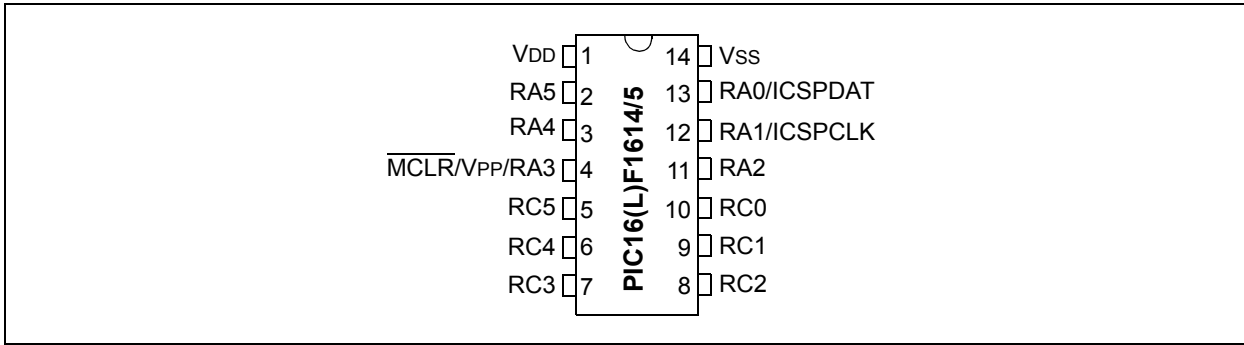 VDD 1 14 VSS
RA5 2 13 RA0/ICSPDAT
RA4 3 12 RA1/ICSPCLK
MCLR/VPP/RA3 4 11 RA2
RC5 5 10 RC0
RC4 6 9 RC1
RC3 7 8 RC2
PIC16(L)F1614/5